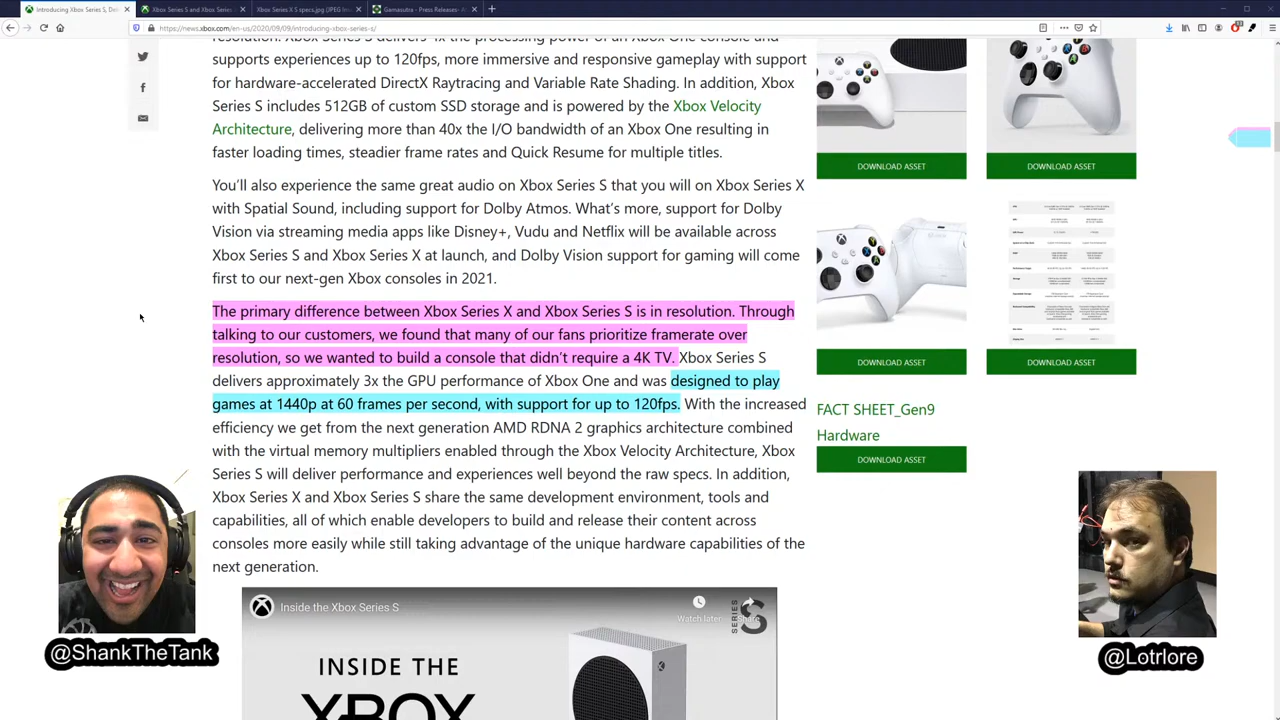 Introducing Xbox Series S, Deliv
Xbox Series S and Xbox Series
Xbox Series X specs.jpg (JPEG Im
Gamasutra - Press Releases -
https://news.xbox.com/en-us/2020/09/09/introducing-xbox-series-s/
supports experiences up to 120fps, more immersive and responsive gameplay with support
for hardware-accelerated DirectX Raytracing and Variable Rate Shading. In addition, Xbox
Series S includes 512GB of custom SSD storage and is powered by the Xbox Velocity
Architecture, delivering more than 40x the I/O bandwidth of an Xbox One resulting in
faster loading times, steadier frame rates and Quick Resume for multiple titles.
You'll also experience the same great audio on Xbox Series S that you will on Xbox Series X
with Spatial Sound, including support for Dolby Atmos. What's more, support for Dolby
Vision via streaming media apps like Disney+, Vudu and Netflix will be available across
Xbox Series S and Xbox Series X at launch, and Dolby Vision support for gaming will come
first to our next-gen Xbox consoles in 2021.
The primary difference between Xbox Series X and Xbox Series S is in resolution. Through
talking to our customers, we found that many of our fans prioritize framerate over
resolution, so we wanted to build a console that didn't require a 4K TV. Xbox Series S
delivers approximately 3x the GPU performance of Xbox One and was designed to play
games at 1440p at 60 frames per second, with support for up to 120fps. With the increased
efficiency we get from the next generation AMD RDNA 2 graphics architecture combined
with the virtual memory multipliers enabled through the Xbox Velocity Architecture, Xbox
Series S will deliver performance and experiences well beyond the raw specs. In addition,
Xbox Series X and Xbox Series S share the same development environment, tools and
capabilities, all of which enable developers to build and release their content across
consoles more easily while still taking advantage of the unique hardware capabilities of the
next generation.
DOWNLOAD ASSET
DOWNLOAD ASSET
DOWNLOAD ASSET
DOWNLOAD ASSET
FACT SHEET_Gen9
Hardware
DOWNLOAD ASSET
Inside the Xbox Series S
Watch later
Share
SERIES S
INSIDE THE
XBOX
@ShankTheTank
@Lotrlore